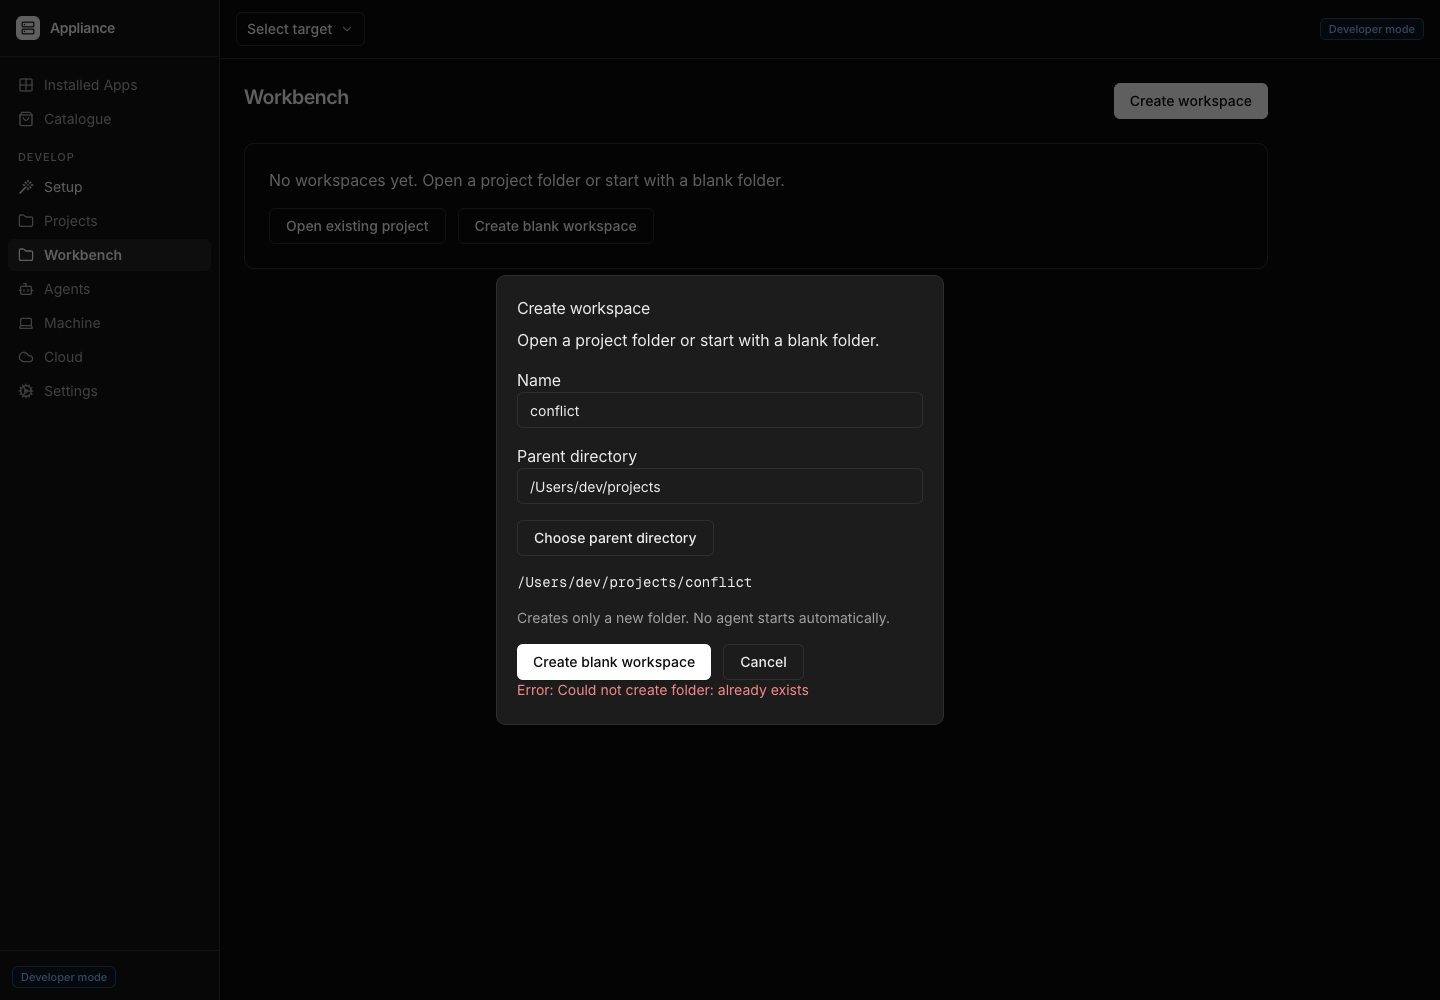 Appliance
Select target
Developer mode
Installed Apps
Catalogue
DEVELOP
Setup
Projects
Workbench
Agents
Machine
Cloud
Settings
Developer mode
Workbench
Create workspace
No workspaces yet. Open a project folder or start with a blank folder.
Open existing project
Create blank workspace
Create workspace
Open a project folder or start with a blank folder.
Name
conflict
Parent directory
/Users/dev/projects
Choose parent directory
/Users/dev/projects/conflict
Creates only a new folder. No agent starts automatically.
Create blank workspace
Cancel
Error: Could not create folder: already exists